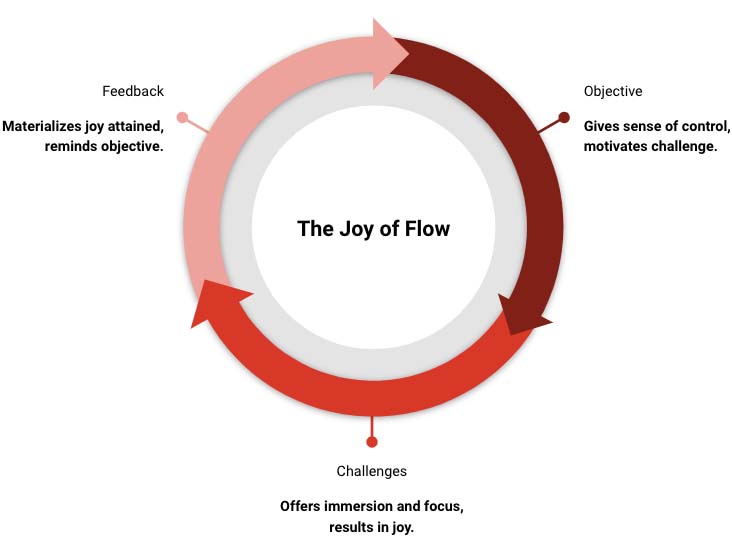 Feedback
Materializes joy attained,
reminds objective.
Objective
Gives sense of control,
motivates challenge.
The Joy of Flow
Challenges
Offers immersion and focus,
results in joy.